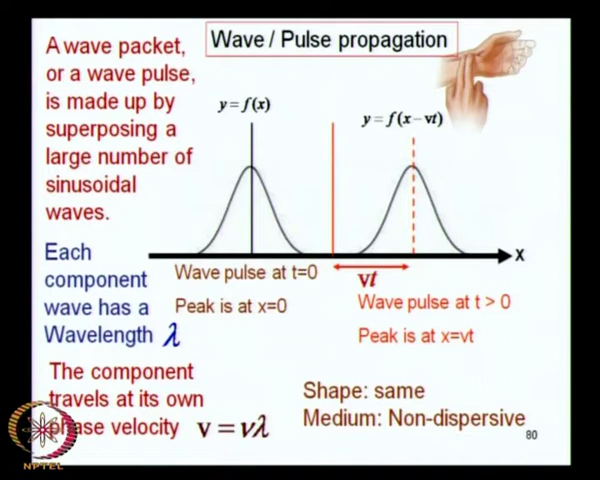 Wave / Pulse propagation
A wave packet,
or a wave pulse,
is made up by
superposing a
large number of
sinusoidal
waves.
y = f(x)
y = f(x − vt)
X
vt
Each
component
wave has a
Wavelength λ
Wave pulse at t=0
Peak is at x=0
Wave pulse at t > 0
Peak is at x=vt
The component
travels at its own
phase velocity v = νλ
Shape: same
Medium: Non-dispersive
80
NPTEL